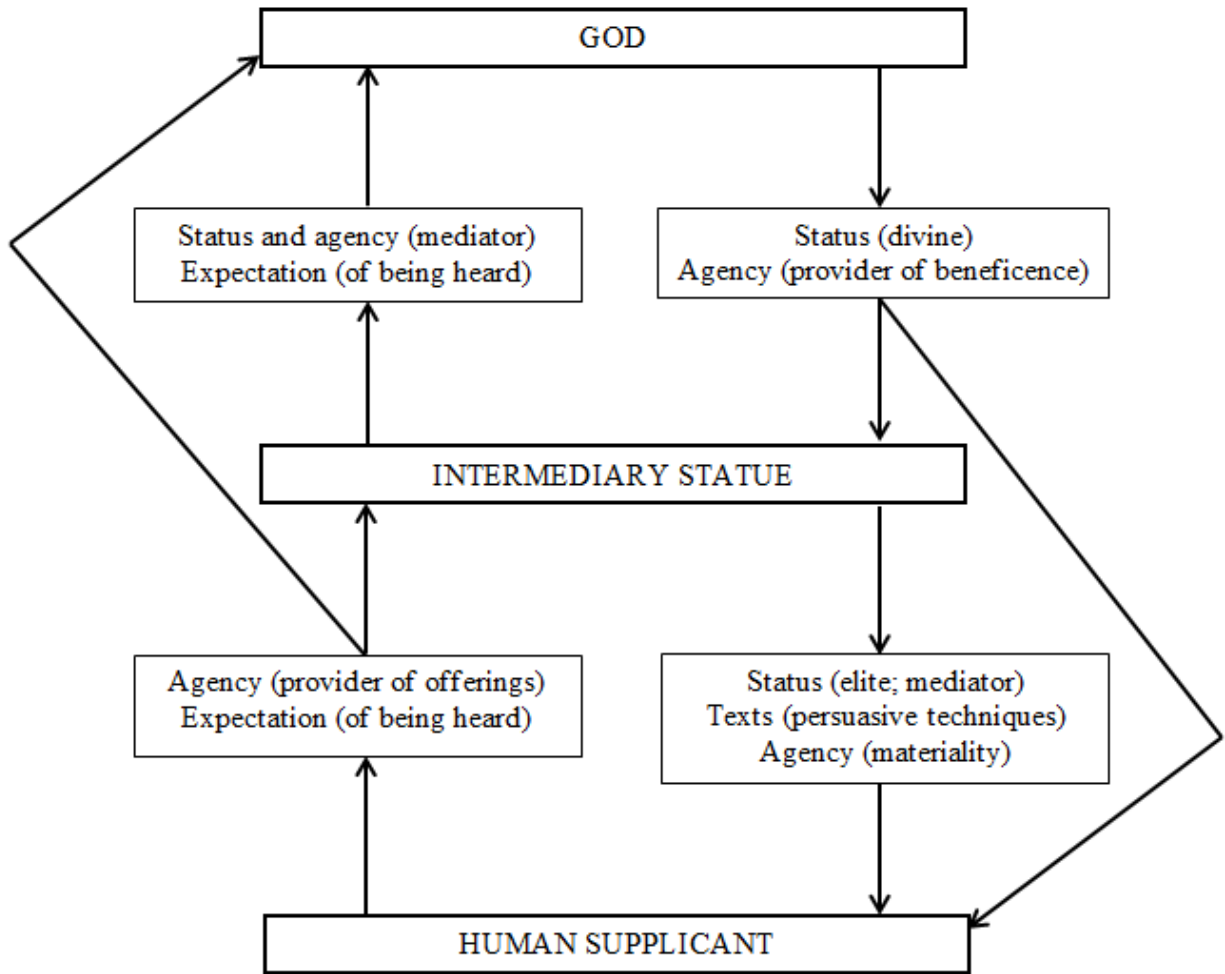 GOD
Status and agency (mediator)
Expectation (of being heard)
Status (divine)
Agency (provider of beneficence)
INTERMEDIARY STATUE
Agency (provider of offerings)
Expectation (of being heard)
Status (elite; mediator)
Texts (persuasive techniques)
Agency (materiality)
HUMAN SUPPLICANT